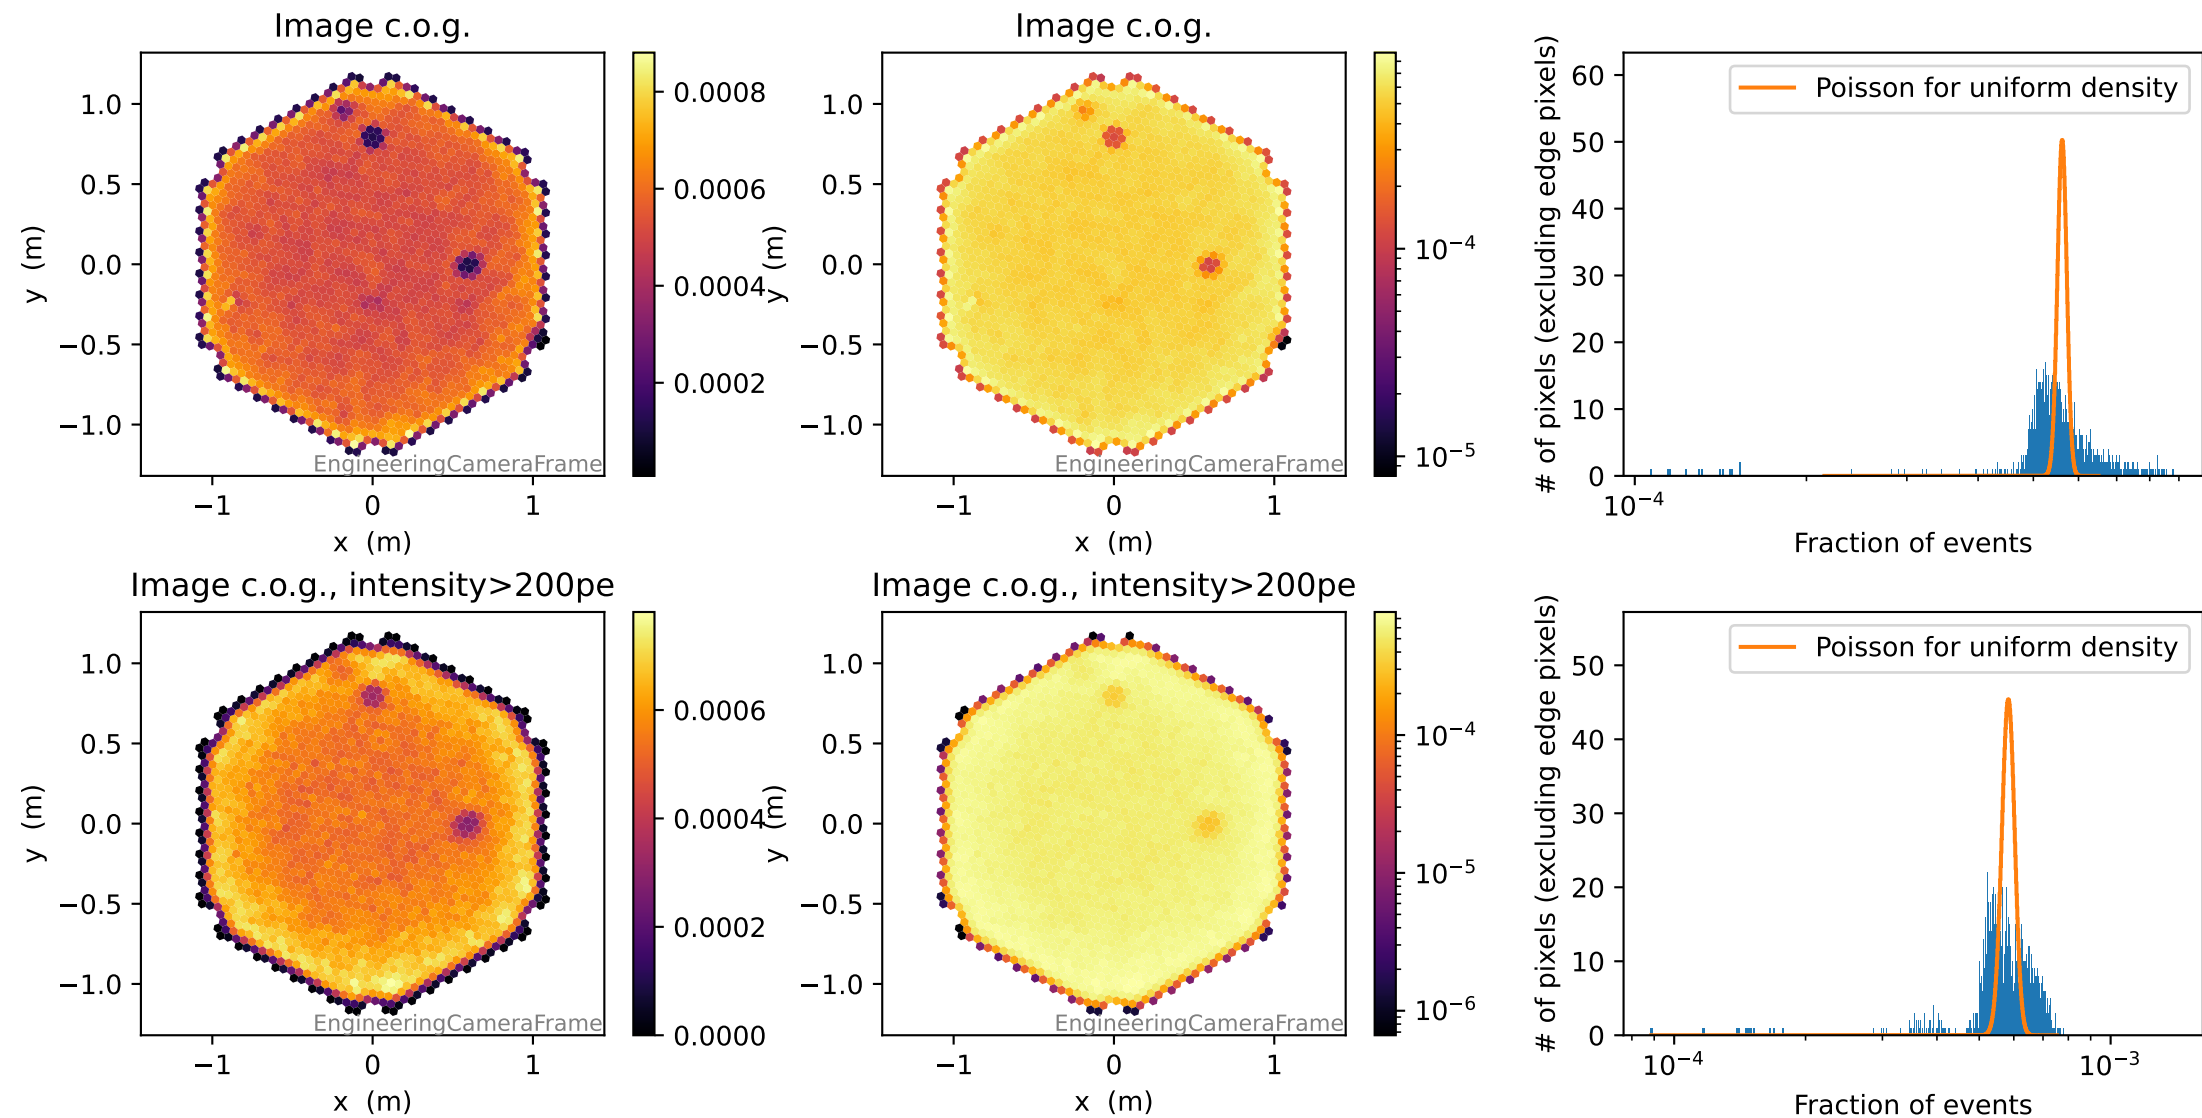 Image c.o.g.
1.0
0.5
0.0
−0.5
−1.0
y (m)
−1
0
1
x (m)
EngineeringCameraFrame
0.0008
0.0006
0.0004
0.0002
Image c.o.g.
1.0
0.5
0.0
−0.5
−1.0
y (m)
−1
0
1
x (m)
EngineeringCameraFrame
10⁻⁴
10⁻⁵
# of pixels (excluding edge pixels)
60
50
40
30
20
10
0
Poisson for uniform density
10⁻⁴
Fraction of events
Image c.o.g., intensity>200pe
1.0
0.5
0.0
−0.5
−1.0
y (m)
−1
0
1
x (m)
EngineeringCameraFrame
0.0006
0.0004
0.0002
0.0000
Image c.o.g., intensity>200pe
1.0
0.5
0.0
−0.5
−1.0
y (m)
−1
0
1
x (m)
EngineeringCameraFrame
10⁻⁴
10⁻⁵
10⁻⁶
# of pixels (excluding edge pixels)
50
40
30
20
10
0
Poisson for uniform density
10⁻⁴
10⁻³
Fraction of events